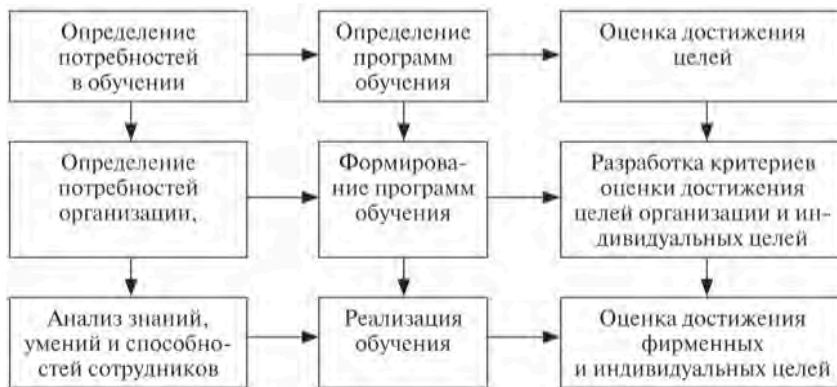 Определение
потребностей
в обучении
Определение
программ
обучения
Оценка достижения
целей
Определение
потребностей
организации,
Формирова-
ние программ
обучения
Разработка критериев
оценки достижения
целей организации и ин-
дивидуальных целей
Анализ знаний,
умений и способно-
стей сотрудников
Реализация
обучения
Оценка достижения
фирменных
и индивидуальных целей